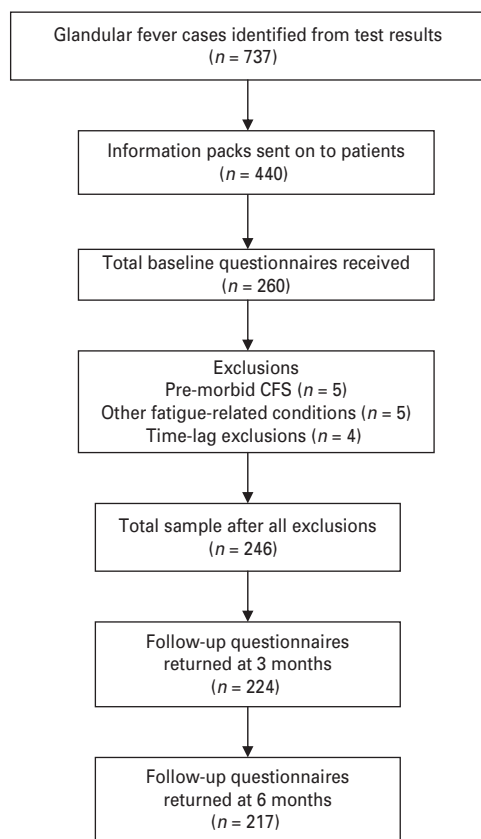 Glandular fever cases identified from test results
(n = 737)
Information packs sent on to patients
(n = 440)
Total baseline questionnaires received
(n = 260)
Exclusions
Pre-morbid CFS (n = 5)
Other fatigue-related conditions (n = 5)
Time-lag exclusions (n = 4)
Total sample after all exclusions
(n = 246)
Follow-up questionnaires
returned at 3 months
(n = 224)
Follow-up questionnaires
returned at 6 months
(n = 217)